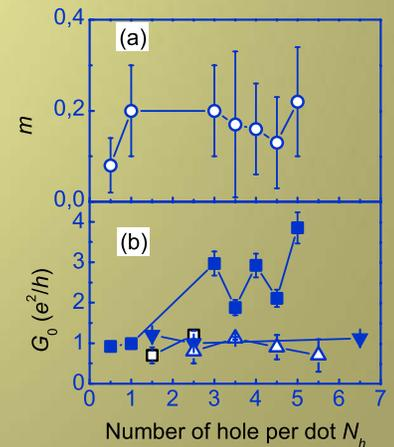 0,4
(a)
m
0,2
0,0
4
(b)
3
G₀ (e²/h)
2
1
0
0 1 2 3 4 5 6 7
Number of hole per dot Nₕ